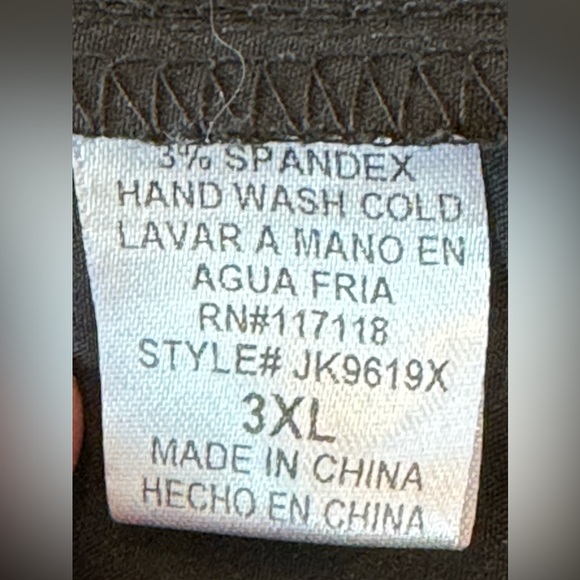 3% SPANDEX
HAND WASH COLD
LAVAR A MANO EN
AGUA FRIA
RN#117118
STYLE# JK9619X
3XL
MADE IN CHINA
HECHO EN CHINA